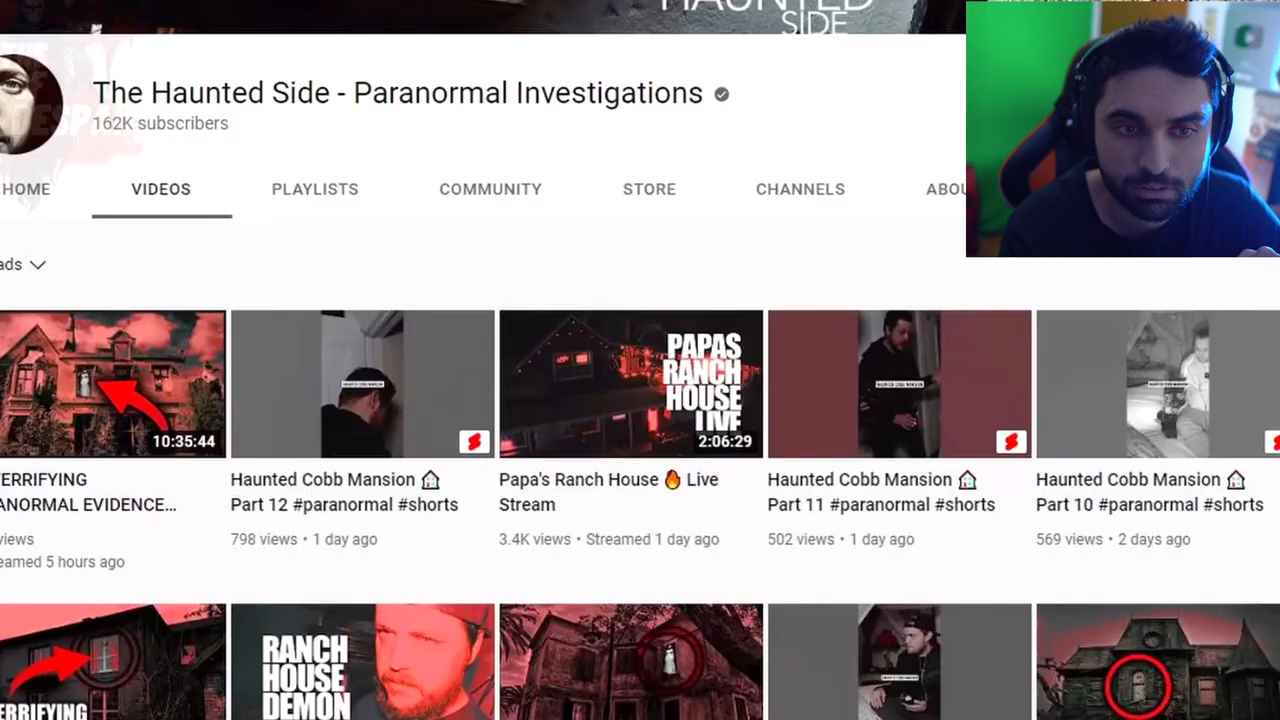 HAUNTED
SIDE
The Haunted Side - Paranormal Investigations
162K subscribers
HOME
VIDEOS
PLAYLISTS
COMMUNITY
STORE
CHANNELS
ABOU
ads
10:35:44
PAPAS
RANCH
HOUSE
LIVE
2:06:29
ERRIFYING
ANORMAL EVIDENCE...
views
eamed 5 hours ago
Haunted Cobb Mansion 🏠
Part 12 #paranormal #shorts
798 views • 1 day ago
Papa's Ranch House 🔥 Live
Stream
3.4K views • Streamed 1 day ago
Haunted Cobb Mansion 🏠
Part 11 #paranormal #shorts
502 views • 1 day ago
Haunted Cobb Mansion 🏠
Part 10 #paranormal #shorts
569 views • 2 days ago
ERRIFYING
RANCH
HOUSE
DEMON